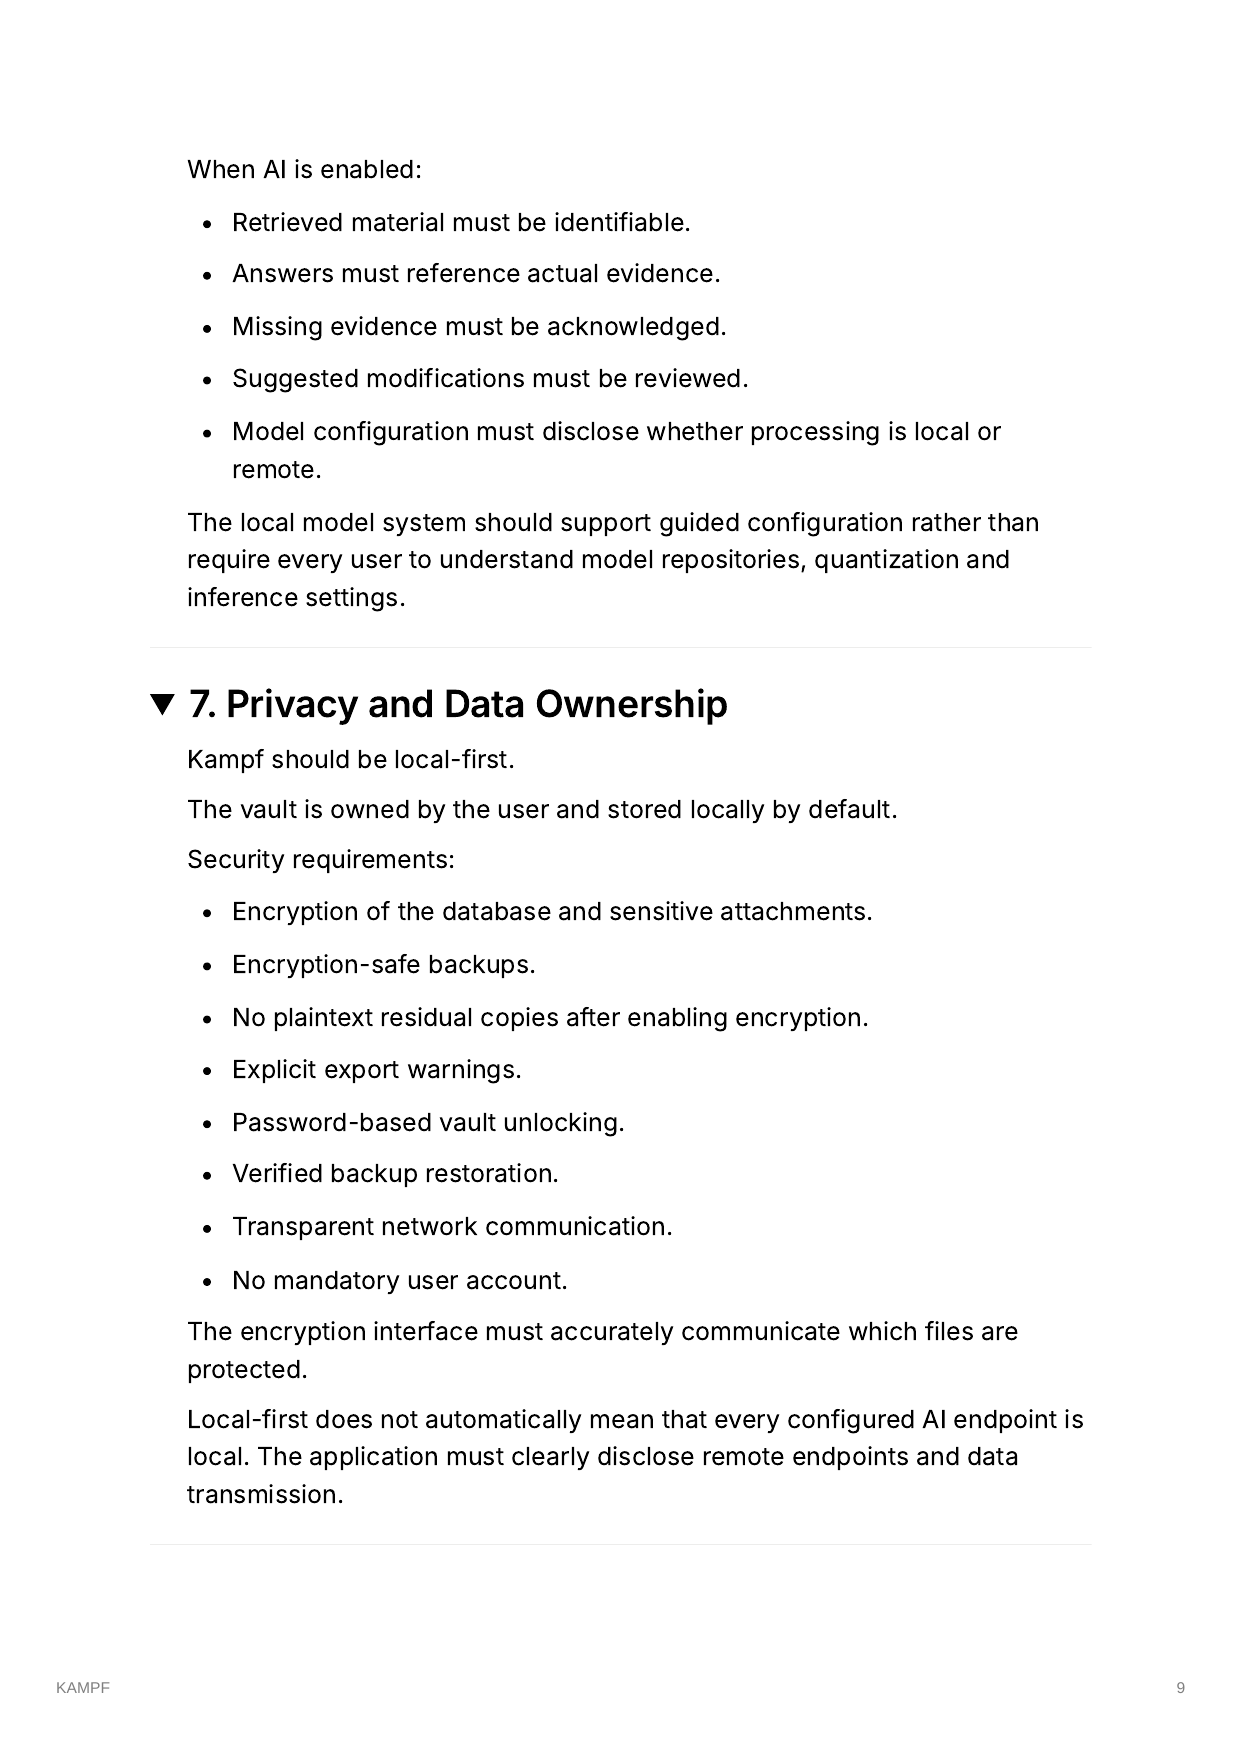 When AI is enabled:
• Retrieved material must be identifiable.
• Answers must reference actual evidence.
• Missing evidence must be acknowledged.
• Suggested modifications must be reviewed.
• Model configuration must disclose whether processing is local or
remote.
The local model system should support guided configuration rather than
require every user to understand model repositories, quantization and
inference settings.
▼ 7. Privacy and Data Ownership
Kampf should be local-first.
The vault is owned by the user and stored locally by default.
Security requirements:
• Encryption of the database and sensitive attachments.
• Encryption-safe backups.
• No plaintext residual copies after enabling encryption.
• Explicit export warnings.
• Password-based vault unlocking.
• Verified backup restoration.
• Transparent network communication.
• No mandatory user account.
The encryption interface must accurately communicate which files are
protected.
Local-first does not automatically mean that every configured AI endpoint is
local. The application must clearly disclose remote endpoints and data
transmission.
KAMPF
9